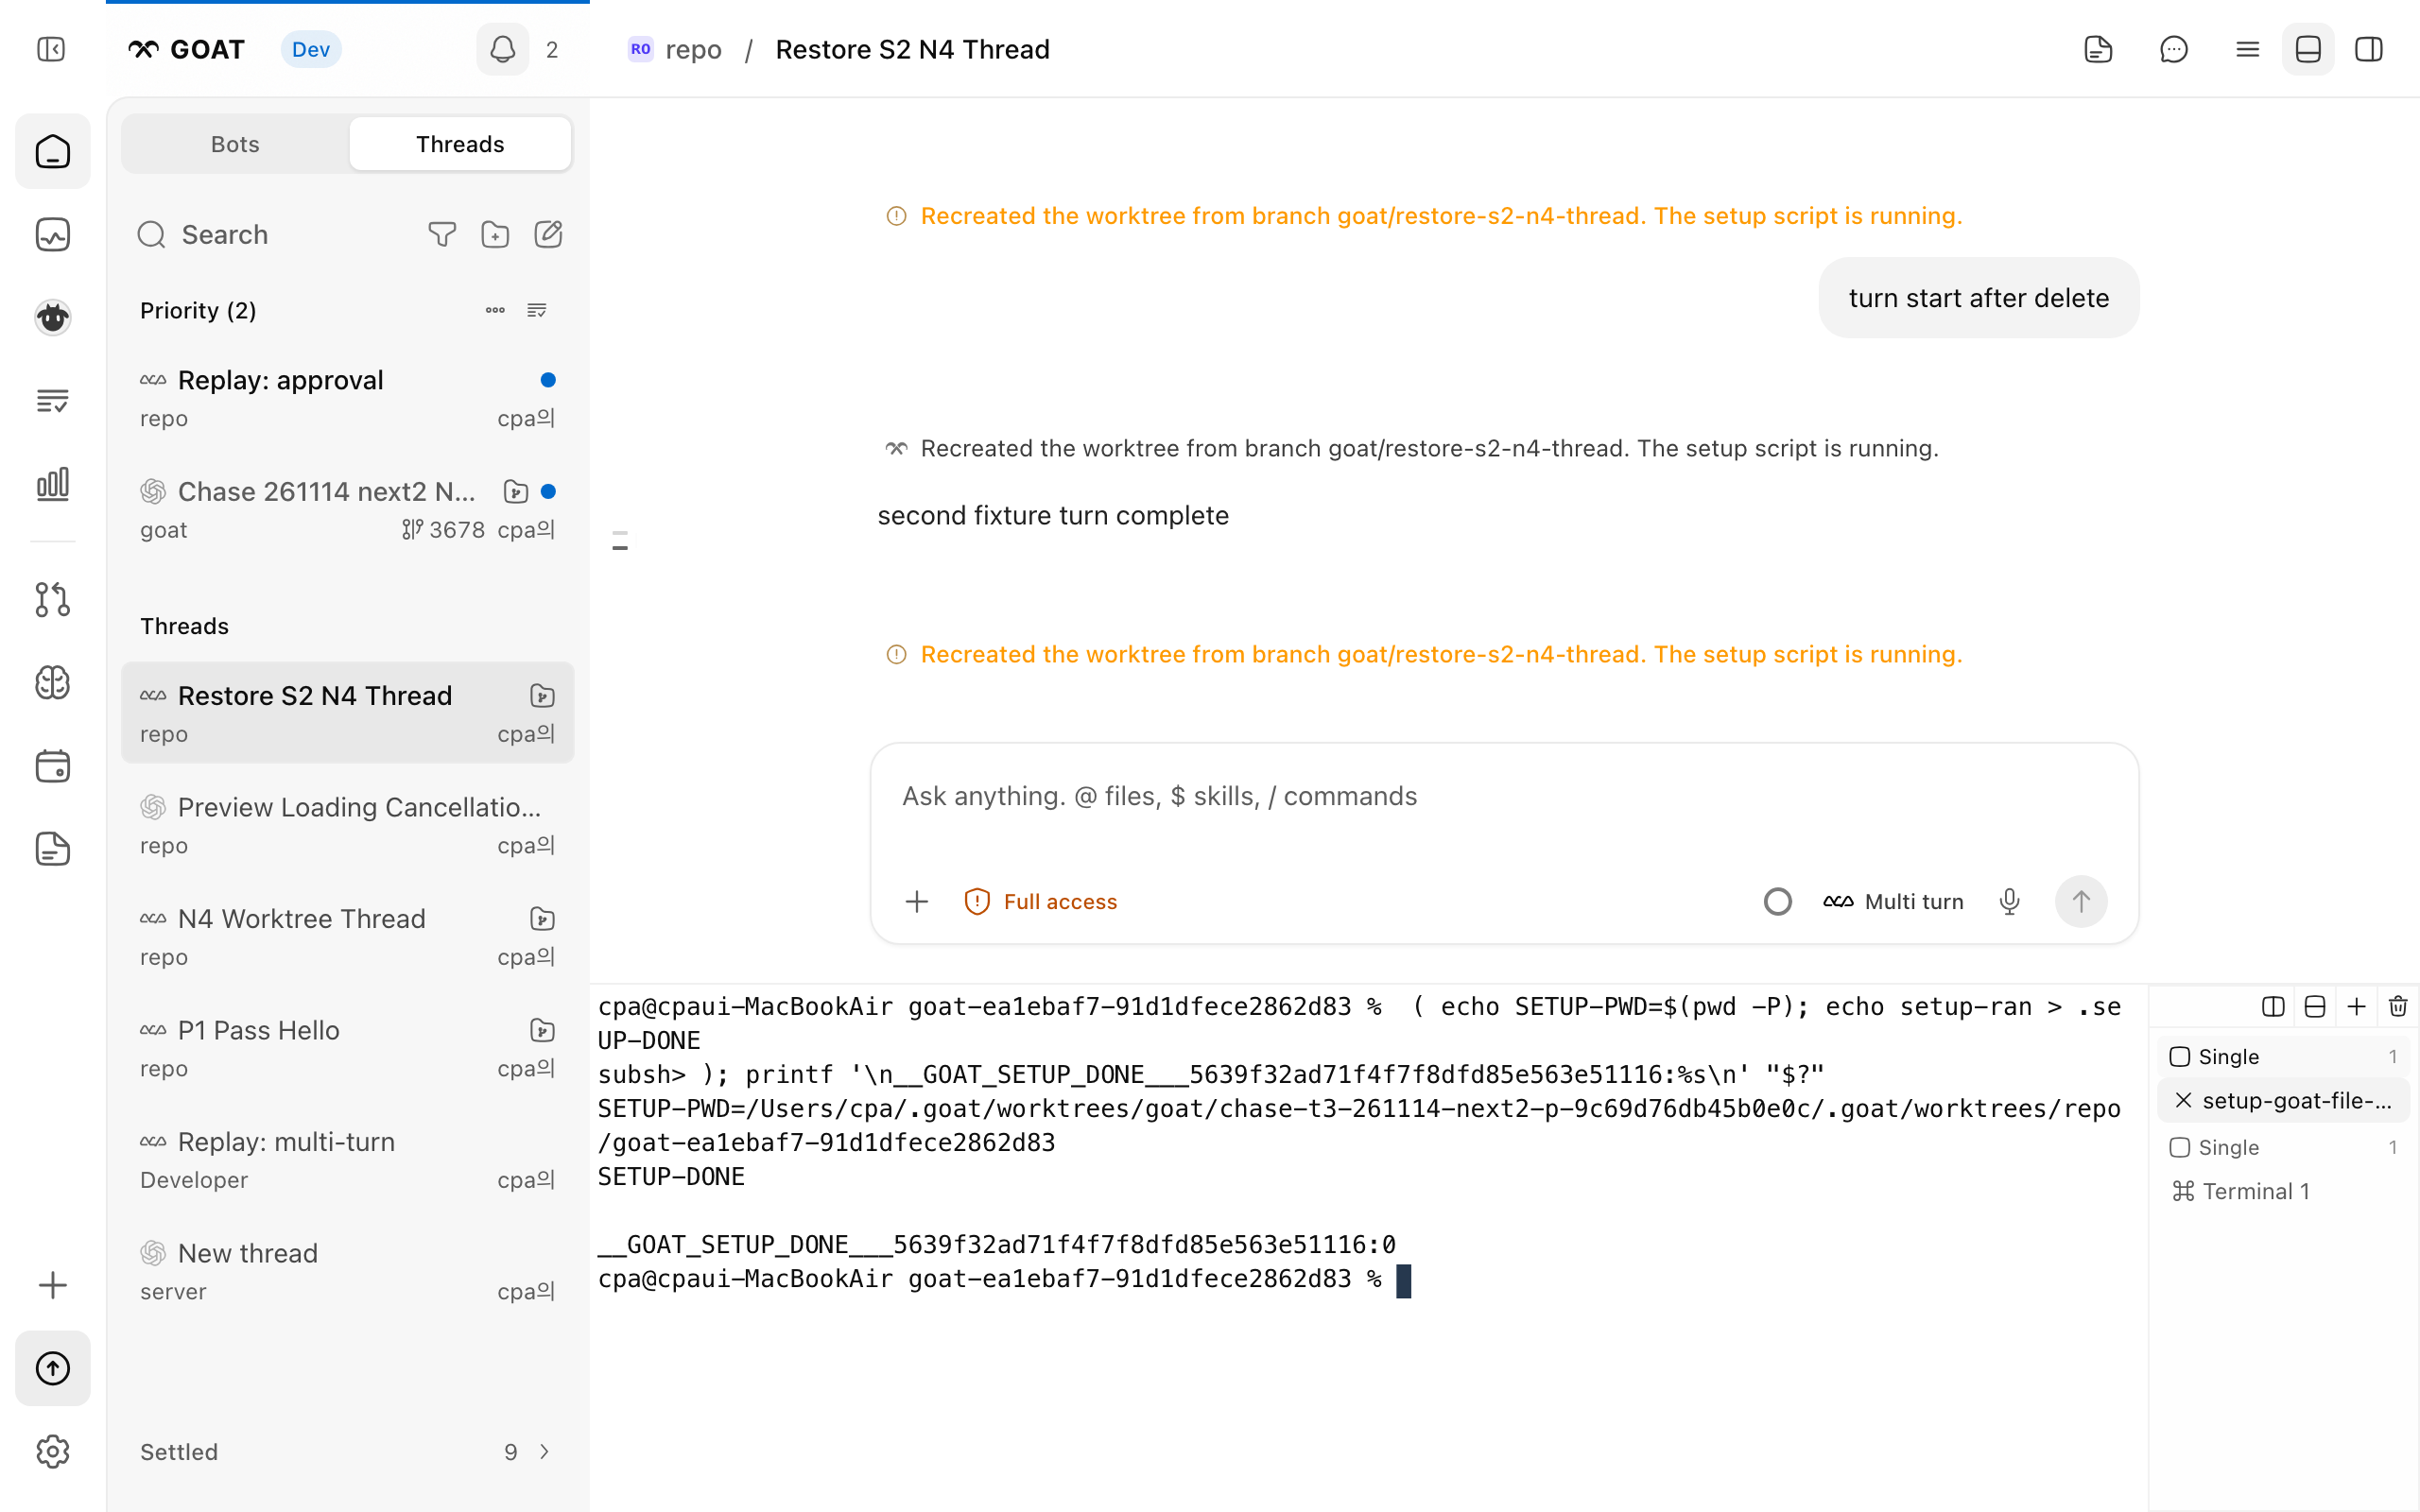 GOAT
Dev
2
RO repo / Restore S2 N4 Thread
Bots
Threads
Search
Priority (2)
Replay: approval
repo
cpa의
Chase 261114 next2 N...
goat
3678 cpa의
Threads
Restore S2 N4 Thread
repo
cpa의
Preview Loading Cancellatio...
repo
cpa의
N4 Worktree Thread
repo
cpa의
P1 Pass Hello
repo
cpa의
Replay: multi-turn
Developer
cpa의
New thread
server
cpa의
Settled
9
Recreated the worktree from branch goat/restore-s2-n4-thread. The setup script is running.
turn start after delete
Recreated the worktree from branch goat/restore-s2-n4-thread. The setup script is running.
second fixture turn complete
Recreated the worktree from branch goat/restore-s2-n4-thread. The setup script is running.
Ask anything. @ files, $ skills, / commands
Full access
Multi turn
cpa@cpaui-MacBookAir goat-ea1ebaf7-91d1dfece2862d83 %  ( echo SETUP-PWD=$(pwd -P); echo setup-ran > .se
UP-DONE
subsh> ); printf '\n__GOAT_SETUP_DONE___5639f32ad71f4f7f8dfd85e563e51116:%s\n' "$?"
SETUP-PWD=/Users/cpa/.goat/worktrees/goat/chase-t3-261114-next2-p-9c69d76db45b0e0c/.goat/worktrees/repo
/goat-ea1ebaf7-91d1dfece2862d83
SETUP-DONE
__GOAT_SETUP_DONE___5639f32ad71f4f7f8dfd85e563e51116:0
cpa@cpaui-MacBookAir goat-ea1ebaf7-91d1dfece2862d83 %
Single
1
setup-goat-file-...
Single
1
Terminal 1